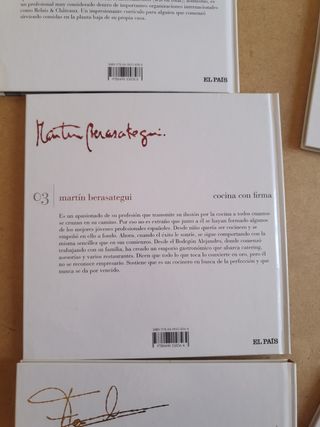 un profesional muy considerado dentro de importantes organizaciones internacionales
como Relais & Châteaux. Un impresionante currículo para alguien que comenzó
sirviendo comidas en la planta baja de su propia casa.
EL PAÍS
Martín Berasategui.
03 martín berasategui cocina con firma
Es un apasionado de su profesión que transmite su ilusión por la cocina a todos cuantos
se cruzan en su camino. Por eso no es extraño que junto a él se hayan formado algunos
de los mejores jóvenes profesionales españoles. Desde niño quería ser cocinero y se
empeñó en ello a fondo. Ahora, cuando el éxito le sonríe, se sigue comportando con la
misma sencillez que en sus comienzos. Desde el Bodegón Alejandro, donde comenzó
trabajando con su familia, ha creado un emporio gastronómico que abarca catering,
asesorías y varios restaurantes. Dicen que todo lo que toca lo convierte en oro, pero él
no se reconoce empresario. Sostiene que es un cocinero en busca de la perfección y que
nunca se da por vencido.
EL PAÍS